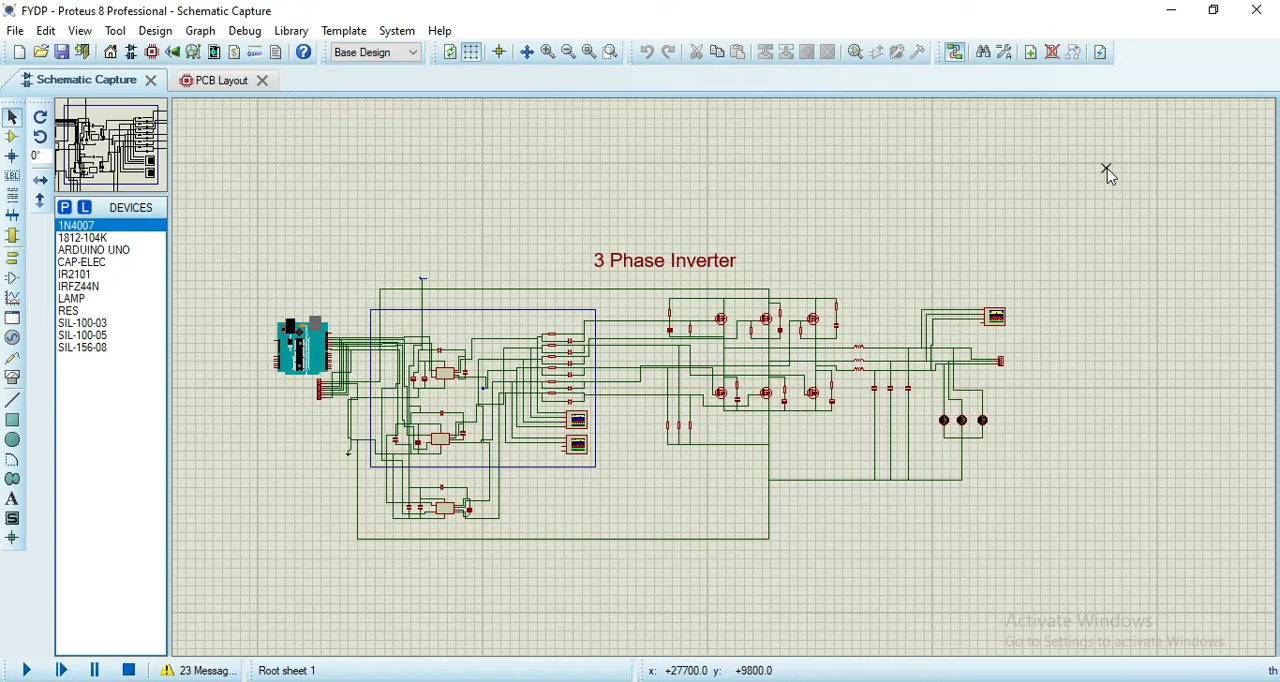 FYDP - Proteus 8 Professional - Schematic Capture
File Edit View Tool Design Graph Debug Library Template System Help
Base Design
Schematic Capture
PCB Layout
0°
LBL
P L DEVICES
1N4007
1812-104K
ARDUINO UNO
CAP-ELEC
IR2101
IRFZ44N
LAMP
RES
SIL-100-03
SIL-100-05
SIL-156-08
A
S
3 Phase Inverter
Activate Windows
Go to Settings to activate Windows.
23 Messag...
Root sheet 1
x: +27700.0 y: +9800.0
th